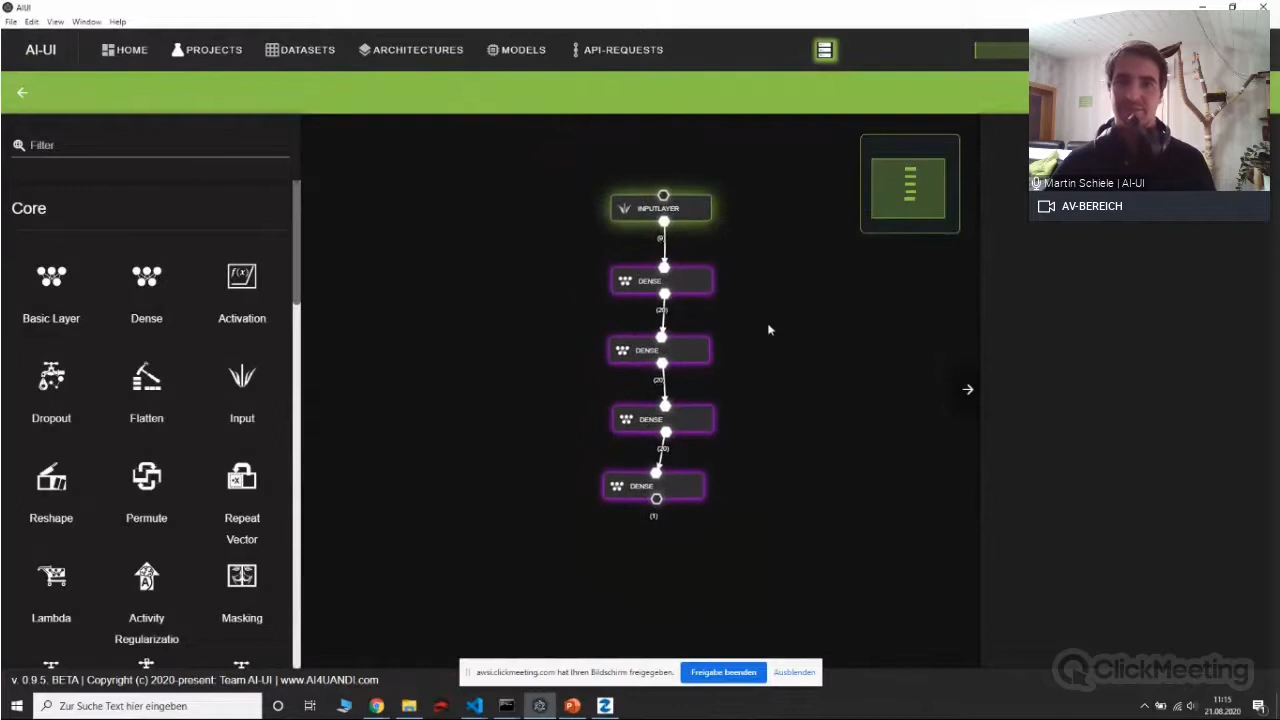 AIUI
File Edit View Window Help
AI-UI HOME PROJECTS DATASETS ARCHITECTURES MODELS API-REQUESTS
Filter
Core
Basic Layer Dense Activation
Dropout Flatten Input
Reshape Permute Repeat Vector
Lambda Activity Regularizatio Masking
INPUTLAYER
DENSE
(20)
DENSE
(20)
DENSE
(20)
DENSE
(1)
Martin Schiele | AI-UI
AV-BEREICH
awsi.clickmeeting.com hat Ihren Bildschirm freigegeben. Freigabe beenden Ausblenden
ClickMeeting
BETA | Copyright (c) 2020-present: Team AI-UI | www.AI4UANDI.com
Zur Suche Text hier eingeben
11:15
21.08.2020